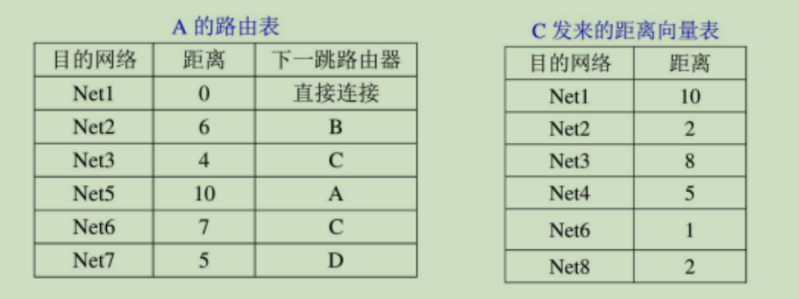 A 的路由表
目的网络 距离 下一跳路由器
Net1 0 直接连接
Net2 6 B
Net3 4 C
Net5 10 A
Net6 7 C
Net7 5 D
C 发来的距离向量表
目的网络 距离
Net1 10
Net2 2
Net3 8
Net4 5
Net6 1
Net8 2